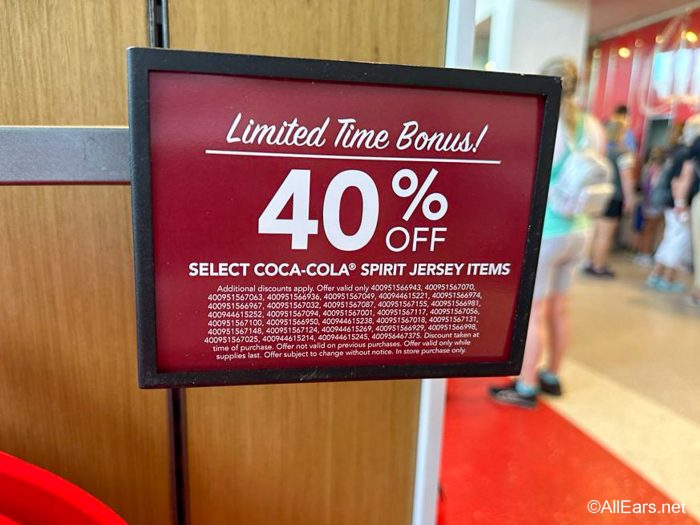 Limited Time Bonus!
40% OFF
SELECT COCA-COLA® SPIRIT JERSEY ITEMS
Additional discounts apply. Offer valid only 400951566943, 400951567070,
400951567063, 400951566936, 400951567049, 400944615221, 400951566974,
400951566967, 400951567032, 400951567087, 400951567155, 400951566981,
400944615252, 400951567094, 400951567001, 400951567117, 400951567056,
400951567100, 400951566950, 400944615238, 400951567018, 400951567131,
400951567148, 400951567124, 400944615269, 400951566929, 400951566998,
400951567025, 400944615214, 400944615245, 400956467375. Discount taken at
time of purchase. Offer not valid on previous purchases. Offer valid only while
supplies last. Offer subject to change without notice. In store purchase only.
©AllEars.net